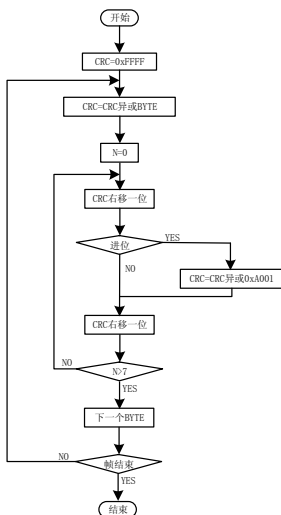 开始
CRC=0xFFFF
CRC=CRC异或BYTE
N=0
CRC右移一位
进位
YES
NO
CRC=CRC异或0xA001
CRC右移一位
N>7
NO
YES
下一个BYTE
帧结束
NO
YES
结束